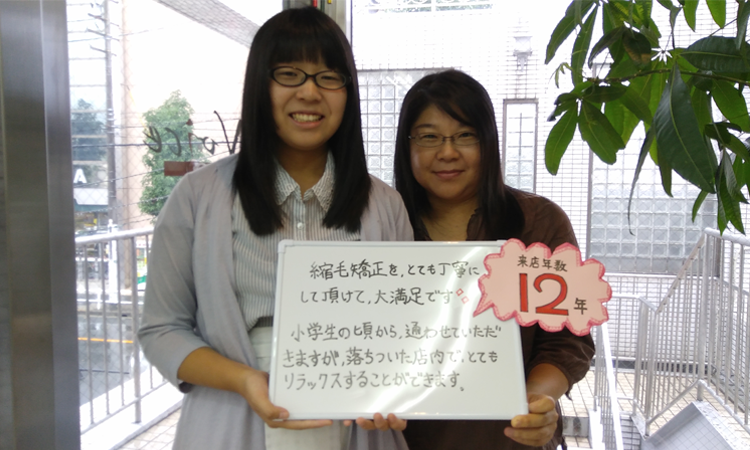 Voice
A
縮毛矯正を、とても丁寧に
して頂けて、大満足です!!
小学生の頃から、通わせていただ
きますが、落ちついた店内で、とても
リラックスすることができます。
来店年数
12年